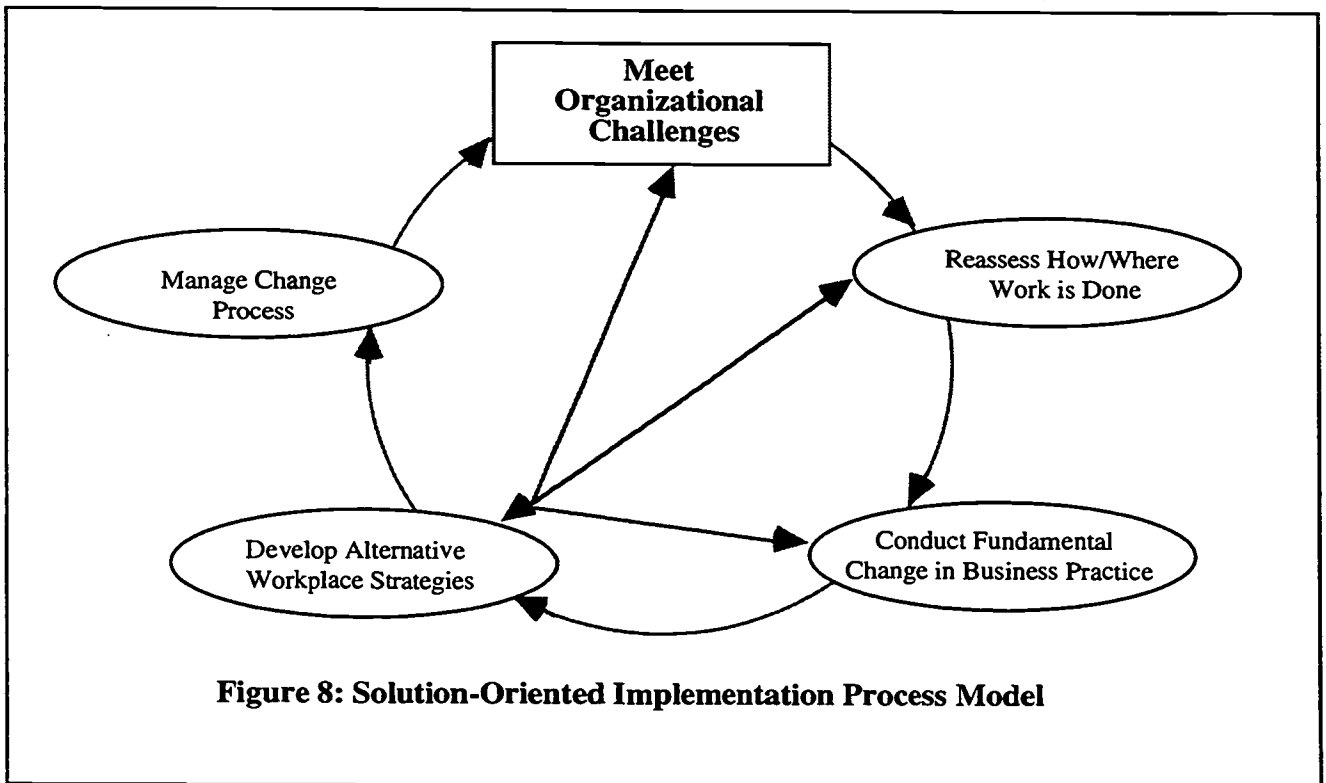 Meet
Organizational
Challenges
Reassess How/Where
Work is Done
Manage Change
Process
Conduct Fundamental
Change in Business Practice
Develop Alternative
Workplace Strategies
Figure 8: Solution-Oriented Implementation Process Model